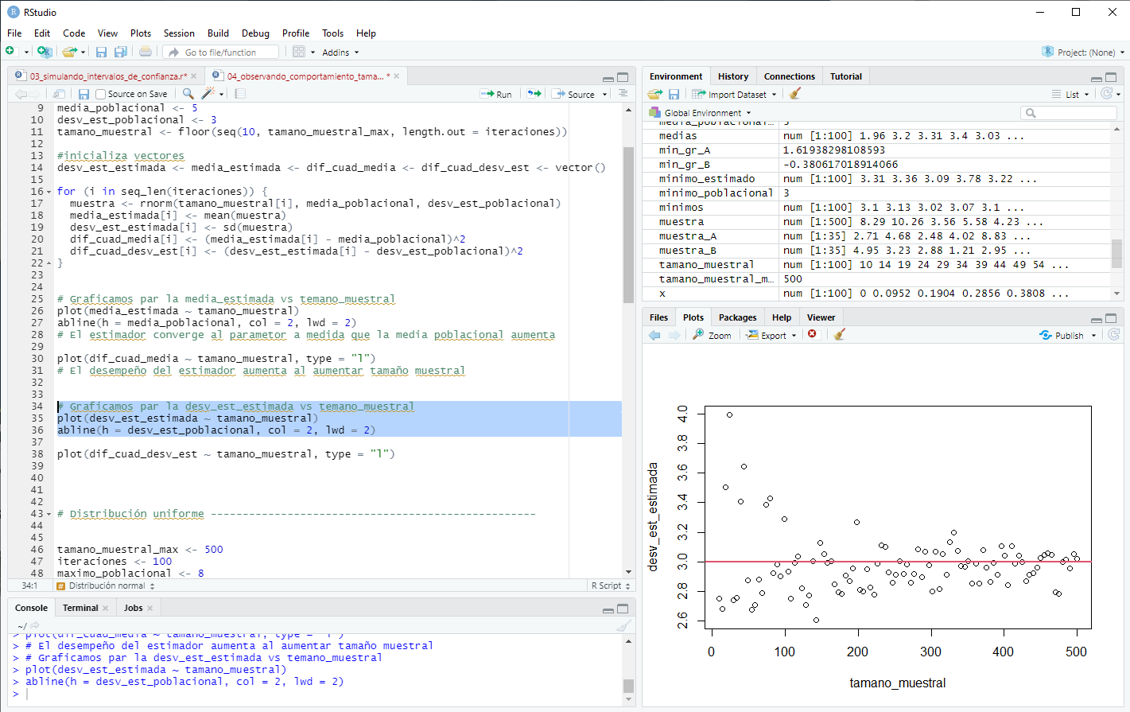 RStudio
File Edit Code View Plots Session Build Debug Profile Tools Help
Go to file/function Addins Project: (None)
03_simulando_intervalos_de_confianza.r* 04_observando_comportamiento_tama... *
Source on Save Run Source
9 media_poblacional <- 5
10 desv_est_poblacional <- 3
11 tamano_muestral <- floor(seq(10, tamano_muestral_max, length.out = iteraciones))
12
13 #inicializa vectores
14 desv_est_estimada <- media_estimada <- dif_cuad_media <- dif_cuad_desv_est <- vector()
15
16 for (i in seq_len(iteraciones)) {
17 muestra <- rnorm(tamano_muestral[i], media_poblacional, desv_est_poblacional)
18 media_estimada[i] <- mean(muestra)
19 desv_est_estimada[i] <- sd(muestra)
20 dif_cuad_media[i] <- (media_estimada[i] - media_poblacional)^2
21 dif_cuad_desv_est[i] <- (desv_est_estimada[i] - desv_est_poblacional)^2
22 }
23
24
25 # Graficamos par la media_estimada vs temano_muestral
26 plot(media_estimada ~ tamano_muestral)
27 abline(h = media_poblacional, col = 2, lwd = 2)
28 # El estimador converge al parametor a medida que la media poblacional aumenta
29
30 plot(dif_cuad_media ~ tamano_muestral, type = "l")
31 # El desempeño del estimador aumenta al aumentar tamaño muestral
32
33
34 # Graficamos par la desv_est_estimada vs temano_muestral
35 plot(desv_est_estimada ~ tamano_muestral)
36 abline(h = desv_est_poblacional, col = 2, lwd = 2)
37
38 plot(dif_cuad_desv_est ~ tamano_muestral, type = "l")
39
40
41
42
43 # Distribución uniforme ---------------------------------------------------
44
45
46 tamano_muestral_max <- 500
47 iteraciones <- 100
48 maximo_poblacional <- 8
34:1 # Distribución normal R Script
Console Terminal Jobs
~/
> plot(dif_cuad_media ~ tamano_muestral, type = "l")
> # El desempeño del estimador aumenta al aumentar tamaño muestral
> # Graficamos par la desv_est_estimada vs temano_muestral
> plot(desv_est_estimada ~ tamano_muestral)
> abline(h = desv_est_poblacional, col = 2, lwd = 2)
>
Environment History Connections Tutorial
Import Dataset List
Global Environment
media_poblacional... 5
medias num [1:100] 1.96 3.2 3.31 3.4 3.03 ...
min_gr_A 1.61938298108593
min_gr_B -0.380617018914066
minimo_estimado num [1:100] 3.31 3.36 3.09 3.78 3.22 ...
minimo_poblacional 3
minimos num [1:100] 3.1 3.13 3.02 3.07 3.1 ...
muestra num [1:500] 8.29 10.26 3.56 5.58 4.23 ...
muestra_A num [1:35] 2.71 4.68 2.48 4.02 8.83 ...
muestra_B num [1:35] 4.95 3.23 2.88 1.21 2.95 ...
tamano_muestral num [1:100] 10 14 19 24 29 34 39 44 49 54 ...
tamano_muestral_m... 500
x num [1:100] 0 0.0952 0.1904 0.2856 0.3808 ...
Files Plots Packages Help Viewer
Zoom Export Publish
desv_est_estimada
4.0
3.8
3.6
3.4
3.2
3.0
2.8
2.6
0 100 200 300 400 500
tamano_muestral